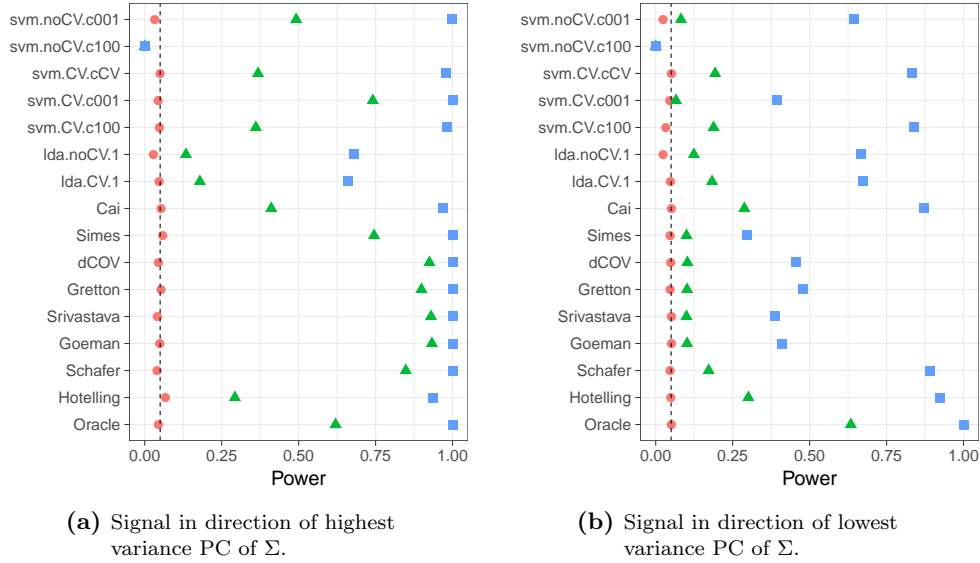 svm.noCV.c001
svm.noCV.c100
svm.CV.cCV
svm.CV.c001
svm.CV.c100
lda.noCV.1
lda.CV.1
Cai
Simes
dCOV
Gretton
Srivastava
Goeman
Schafer
Hotelling
Oracle
0.00 0.25 0.50 0.75 1.00
Power
(a) Signal in direction of highest
variance PC of Σ.
svm.noCV.c001
svm.noCV.c100
svm.CV.cCV
svm.CV.c001
svm.CV.c100
lda.noCV.1
lda.CV.1
Cai
Simes
dCOV
Gretton
Srivastava
Goeman
Schafer
Hotelling
Oracle
0.00 0.25 0.50 0.75 1.00
Power
(b) Signal in direction of lowest
variance PC of Σ.